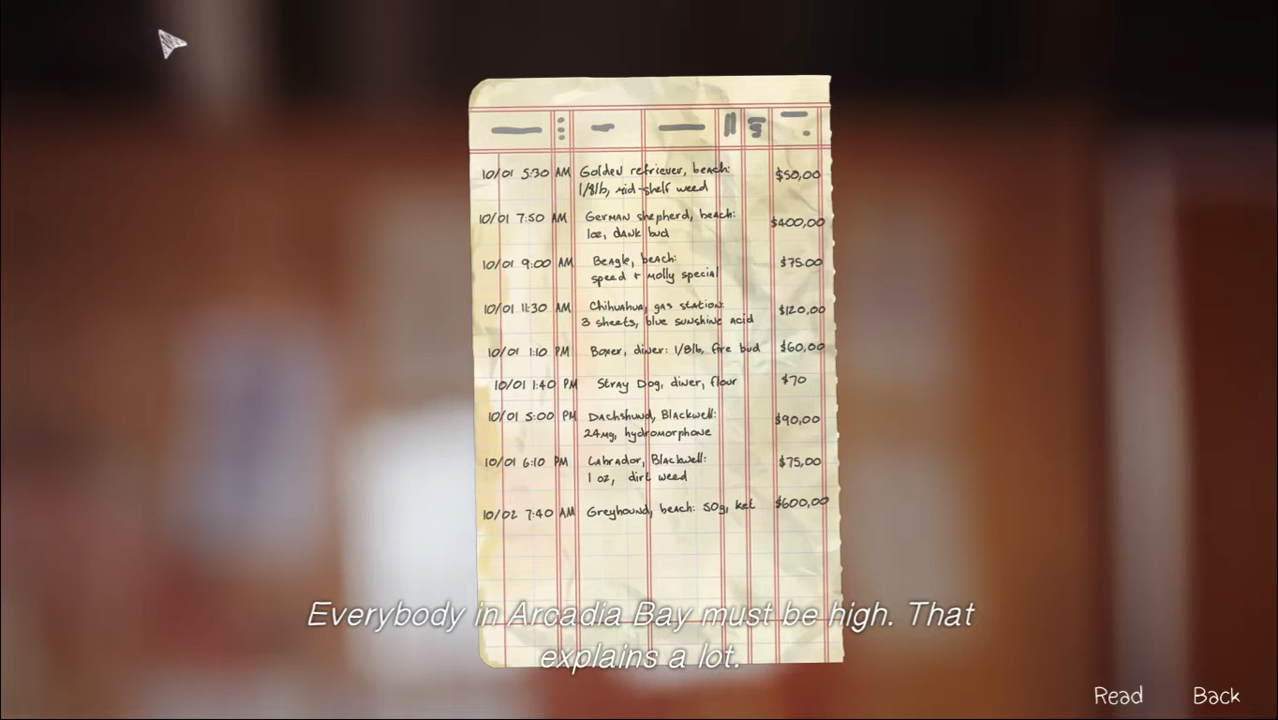 10/01 5:30 AM Golden retriever, beach: $50,00
1/8lb, mid-shelf weed
10/01 7:50 AM German shepherd, beach: $400,00
1oz, dank bud
10/01 9:00 AM Beagle, beach: $75.00
speed + molly special
10/01 11:30 AM Chihuahua, gas station: $120,00
3 sheets, blue sunshine acid
10/01 1:10 PM Boxer, diner: 1/8lb, fire bud $60,00
10/01 1:40 PM Stray Dog, diner, flour $70
10/01 5:00 PM Dachshund, Blackwell: $90,00
24mg, hydromorphone
10/01 6:10 PM Labrador, Blackwell: $75,00
1 oz, dirt weed
10/02 7:40 AM Greyhound, beach: 50g, ket $600,00
Everybody in Arcadia Bay must be high. That
explains a lot.
Read Back